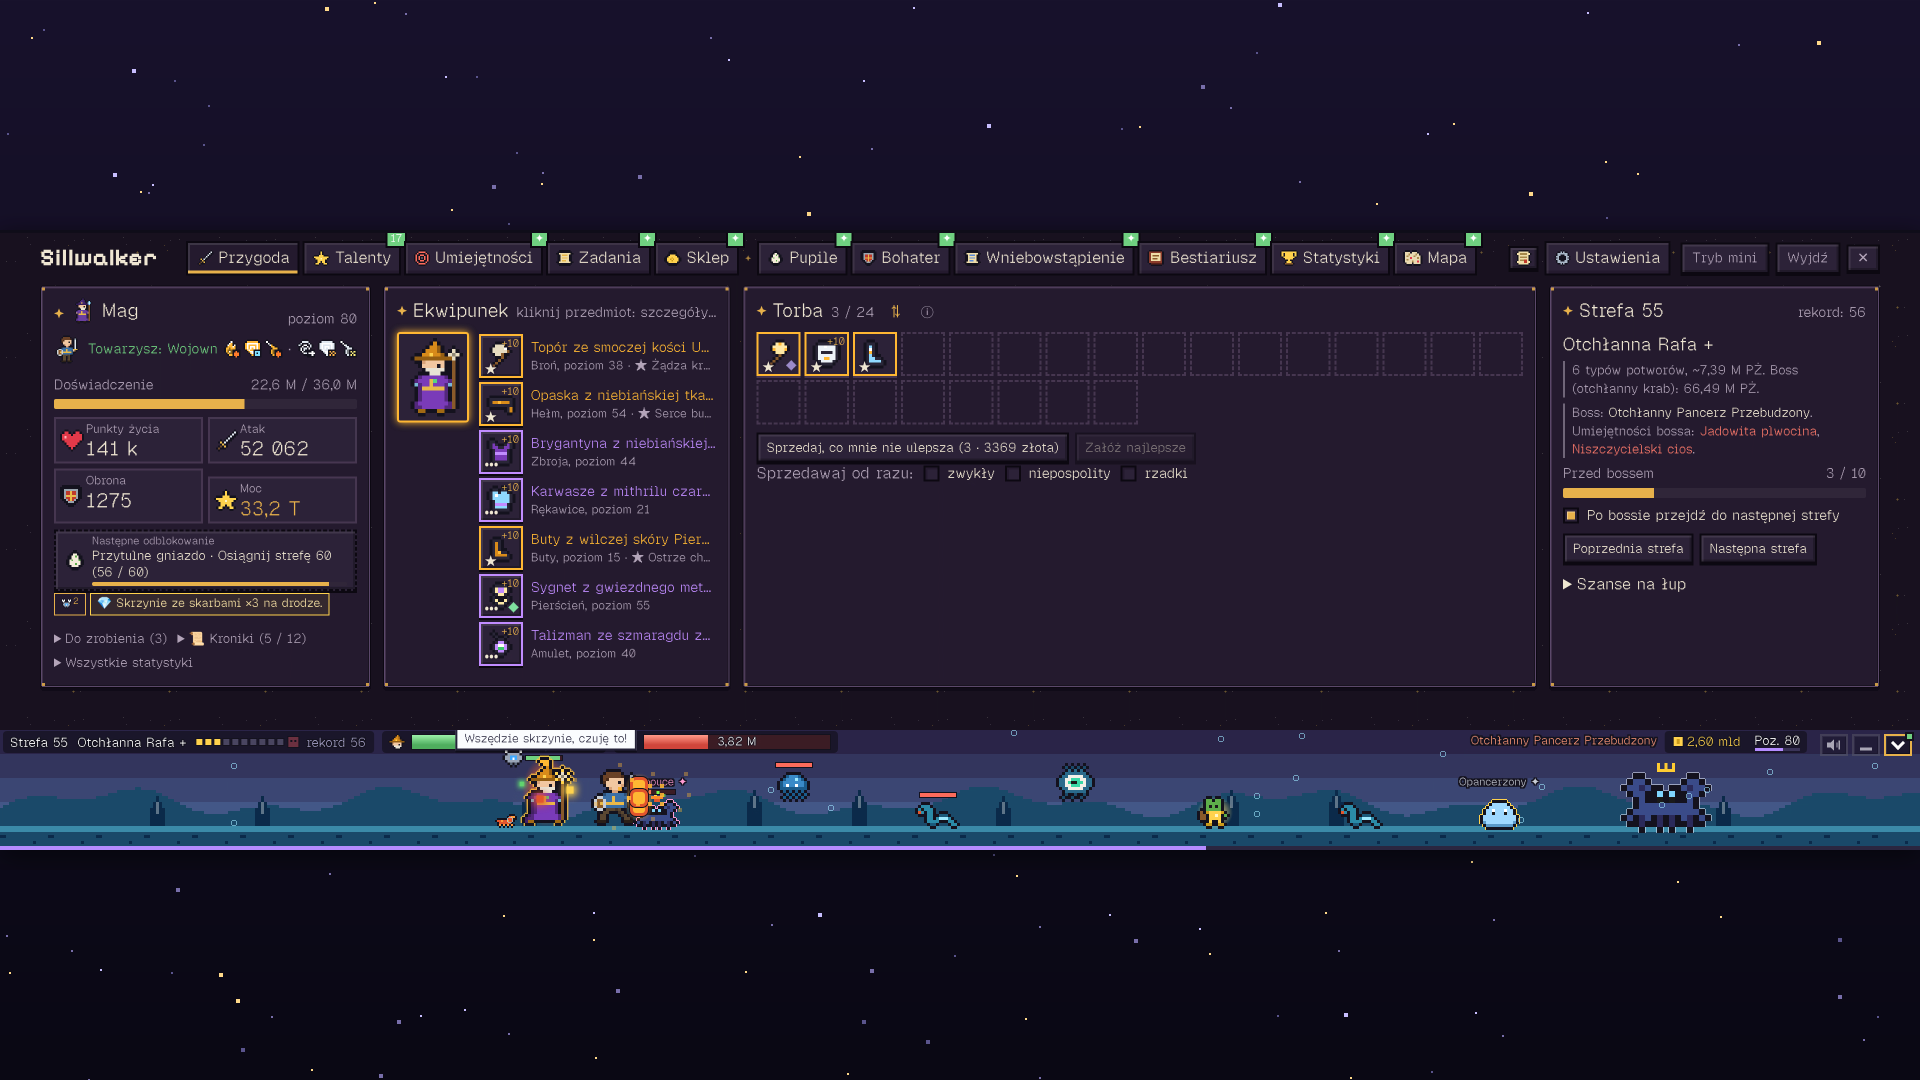 Sillwalker
Przygoda
Talenty
17
Umiejętności
Zadania
Sklep
Pupile
Bohater
Wniebowstąpienie
Bestiariusz
Statystyki
Mapa
Ustawienia
Tryb mini
Wyjdź
Mag
poziom 80
Towarzysz: Wojown
Doświadczenie
22,6 M / 36,0 M
Punkty życia
141 k
Atak
52 062
Obrona
1275
Moc
33,2 T
Następne odblokowanie
Przytulne gniazdo · Osiągnij strefę 60
(56 / 60)
2
Skrzynie ze skarbami ×3 na drodze.
Do zrobienia (3)
Kroniki (5 / 12)
Wszystkie statystyki
Ekwipunek
kliknij przedmiot: szczegóły…
+10
Topór ze smoczej kości U…
Broń, poziom 38 · ★ Żądza kr…
+10
Opaska z niebiańskiej tka…
Hełm, poziom 54 · ★ Serce bu…
+10
Brygantyna z niebiańskiej…
Zbroja, poziom 44
+10
Karwasze z mithrilu czar…
Rękawice, poziom 21
+10
Buty z wilczej skóry Pier…
Buty, poziom 15 · ★ Ostrze ch…
+10
Sygnet z gwiezdnego met…
Pierścień, poziom 55
+10
Talizman ze szmaragdu z…
Amulet, poziom 40
Torba 3 / 24
+10
Sprzedaj, co mnie nie ulepsza (3 · 3369 złota)
Załóż najlepsze
Sprzedawaj od razu: zwykły niepospolity rzadki
Strefa 55
rekord: 56
Otchłanna Rafa +
6 typów potworów, ~7,39 M PŻ. Boss
(otchłanny krab): 66,49 M PŻ.
Boss: Otchłanny Pancerz Przebudzony.
Umiejętności bossa: Jadowita plwocina,
Niszczycielski cios.
Przed bossem
3 / 10
Po bossie przejdź do następnej strefy
Poprzednia strefa
Następna strefa
Szanse na łup
Strefa 55 Otchłanna Rafa +
rekord 56
Wszędzie skrzynie, czuję to!
3,82 M
Otchłanny Pancerz Przebudzony
2,60 mld
Poz. 80
Opancerzony